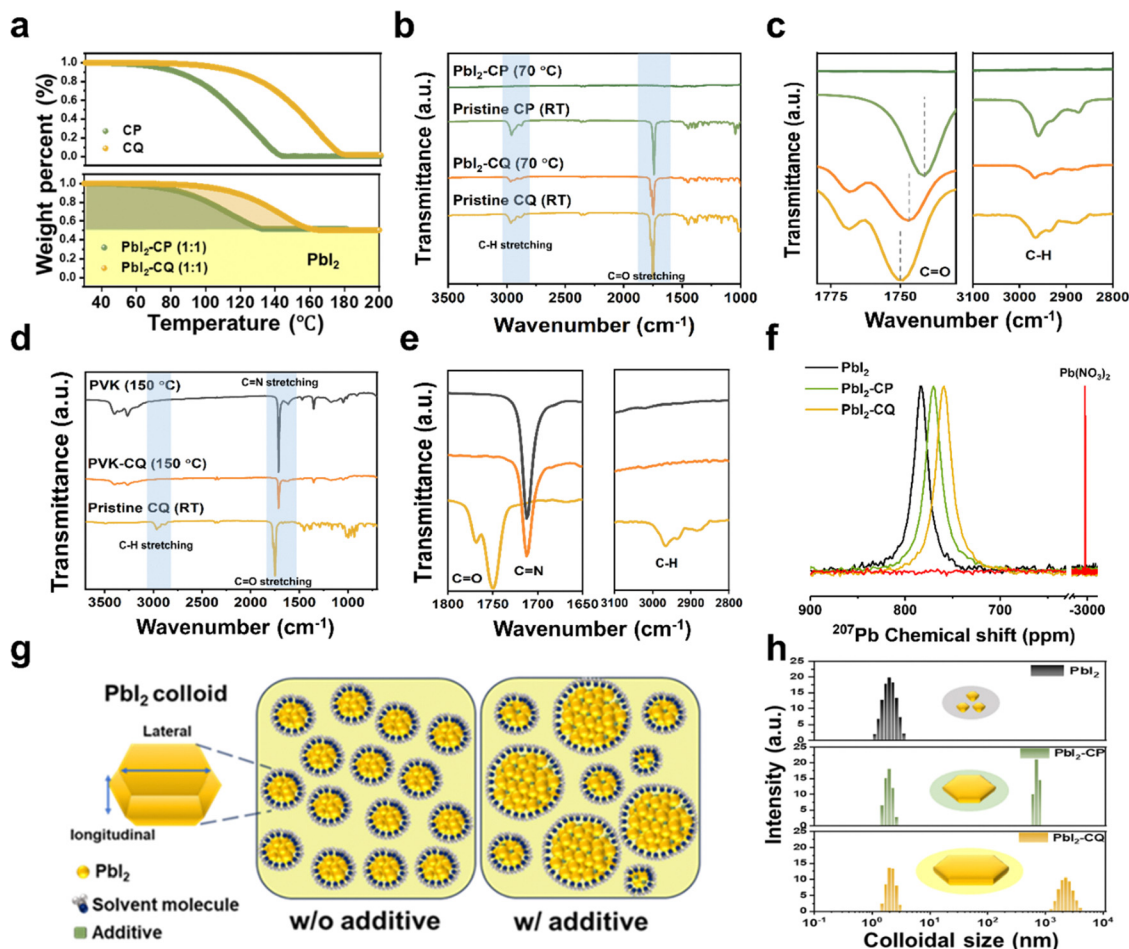 a
Weight percent (%)
1.0
0.8
0.6
0.4
0.2
0.0
CP
CQ
1.0
0.8
0.6
0.4
0.2
0.0
PbI₂-CP (1:1)
PbI₂-CQ (1:1)
PbI₂
40 60 80 100 120 140 160 180 200
Temperature (℃)
b
Transmittance (a.u.)
PbI₂-CP (70 °C)
Pristine CP (RT)
PbI₂-CQ (70 °C)
Pristine CQ (RT)
C-H stretching
C=O stretching
3500 3000 2500 2000 1500 1000
Wavenumber (cm⁻¹)
c
Transmittance (a.u.)
C=O
C-H
1775 1750 3100 3000 2900 2800
Wavenumber (cm⁻¹)
d
Transmittance (a.u.)
PVK (150 °C)
C=N stretching
PVK-CQ (150 °C)
Pristine CQ (RT)
C-H stretching
C=O stretching
3500 3000 2500 2000 1500 1000
Wavenumber (cm⁻¹)
e
Transmittance (a.u.)
C=O
C=N
C-H
1800 1750 1700 1650 3100 3000 2900 2800
Wavenumber (cm⁻¹)
f
PbI₂
PbI₂-CP
PbI₂-CQ
Pb(NO₃)₂
900 800 700 -3000
²⁰⁷Pb Chemical shift (ppm)
g
PbI₂ colloid
Lateral
longitudinal
PbI₂
Solvent molecule
Additive
w/o additive
w/ additive
h
Intensity (a.u.)
25
20
15
10
5
0
PbI₂
25
20
15
10
5
0
PbI₂-CP
25
20
15
10
5
0
PbI₂-CQ
10⁻¹ 10⁰ 10¹ 10² 10³ 10⁴
Colloidal size (nm)